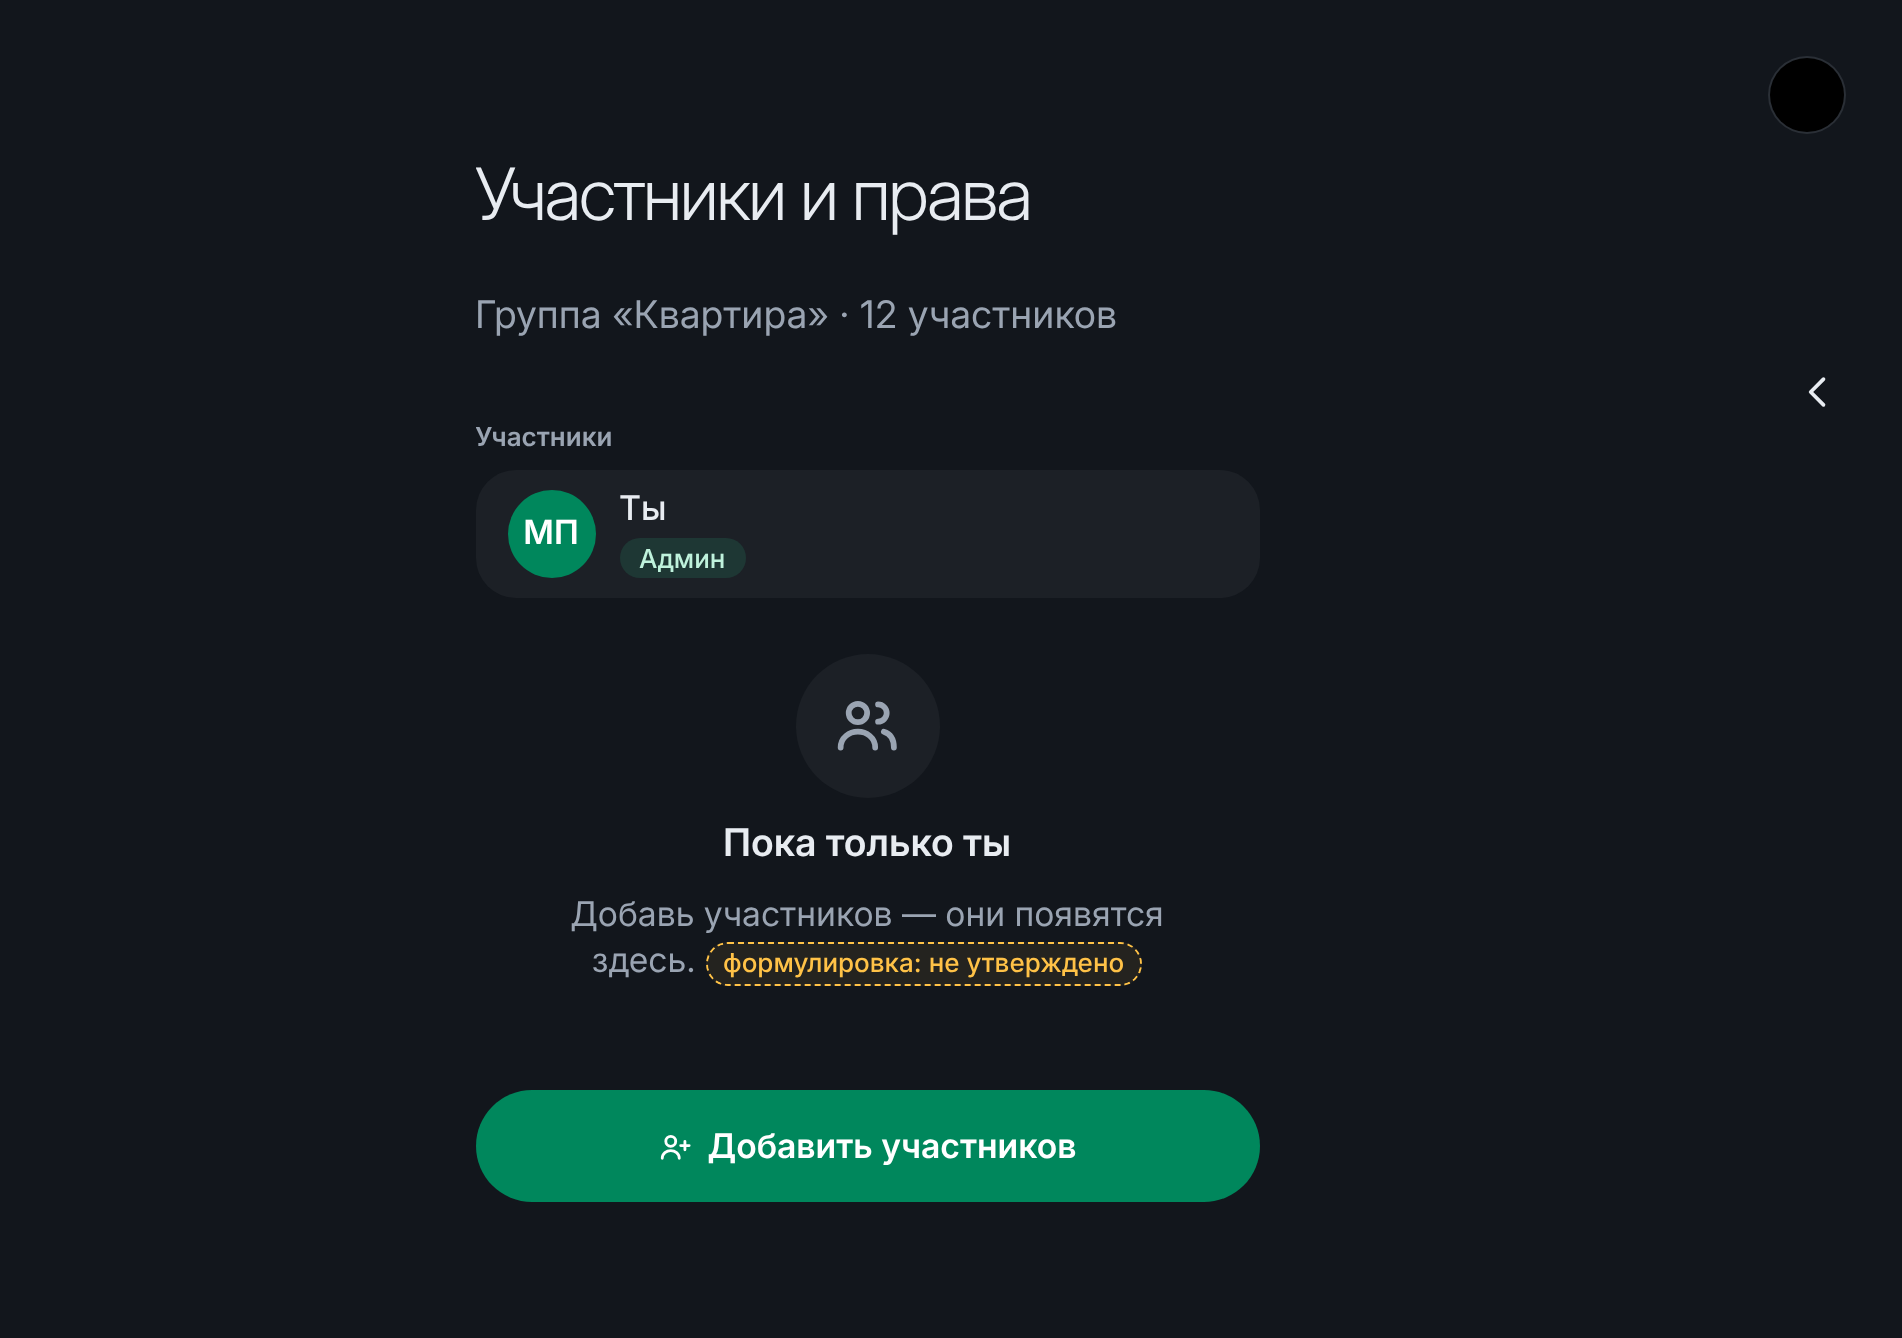 Участники и права
Группа «Квартира» · 12 участников
Участники
МП
Ты
Админ
Пока только ты
Добавь участников — они появятся
здесь. формулировка: не утверждено
Добавить участников